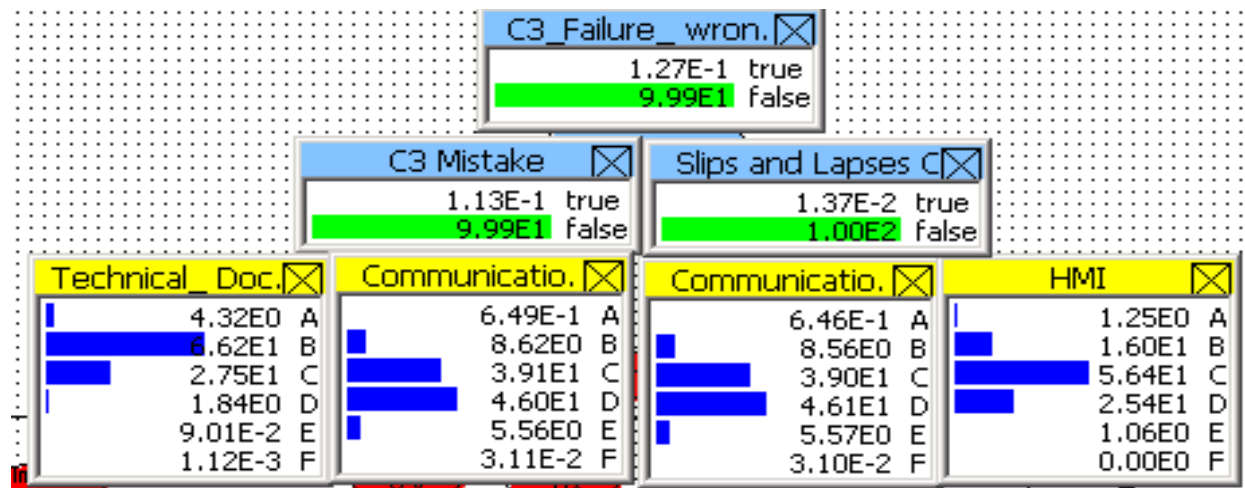 C3_Failure_ wron.
1.27E-1 true
9.99E1 false
C3 Mistake
1.13E-1 true
9.99E1 false
Slips and Lapses C
1.37E-2 true
1.00E2 false
Technical_ Doc.
4.32E0 A
6.62E1 B
2.75E1 C
1.84E0 D
9.01E-2 E
1.12E-3 F
Communicatio.
6.49E-1 A
8.62E0 B
3.91E1 C
4.60E1 D
5.56E0 E
3.11E-2 F
Communicatio.
6.46E-1 A
8.56E0 B
3.90E1 C
4.61E1 D
5.57E0 E
3.10E-2 F
HMI
1.25E0 A
1.60E1 B
5.64E1 C
2.54E1 D
1.06E0 E
0.00E0 F